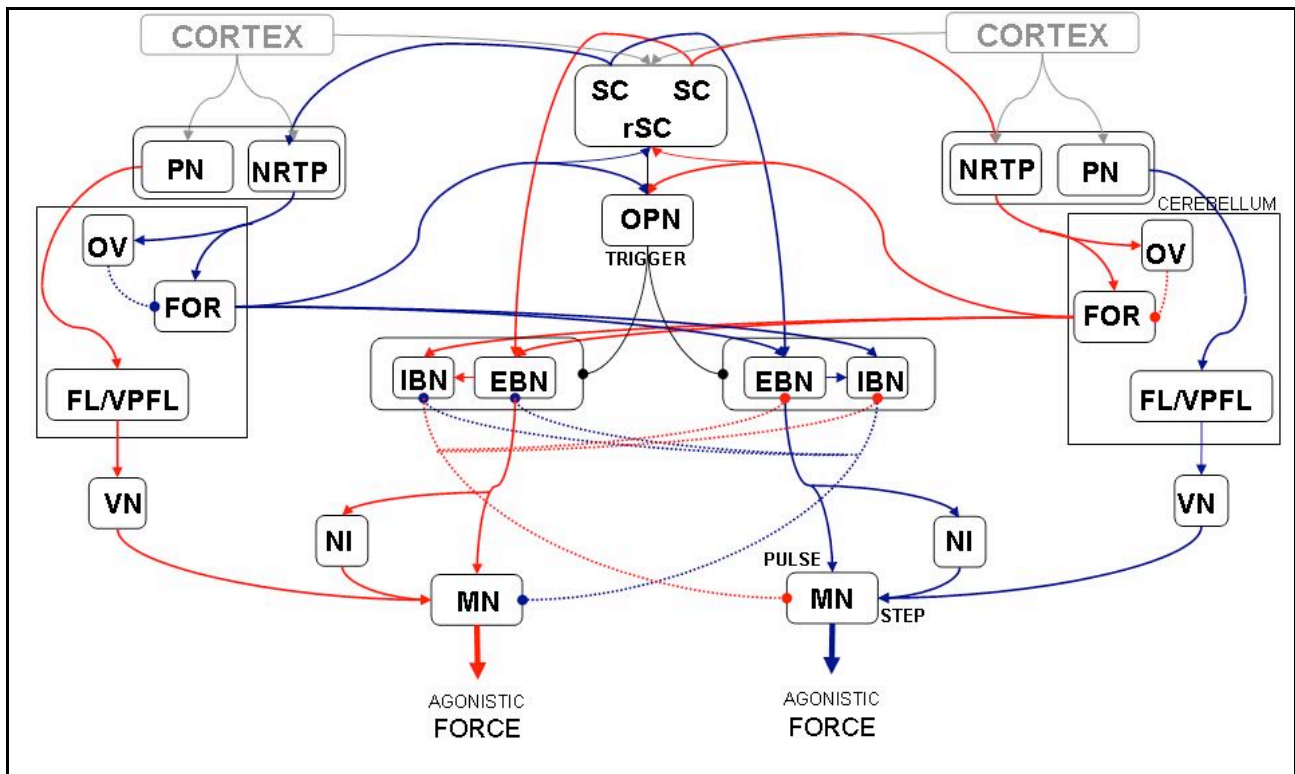 CORTEX
CORTEX
SC SC
rSC
PN
NRTP
NRTP
PN
CEREBELLUM
OV
OPN
TRIGGER
OV
FOR
FOR
IBN
EBN
EBN
IBN
FL/VPFL
FL/VPFL
VN
VN
NI
NI
PULSE
MN
MN
STEP
AGONISTIC
FORCE
AGONISTIC
FORCE